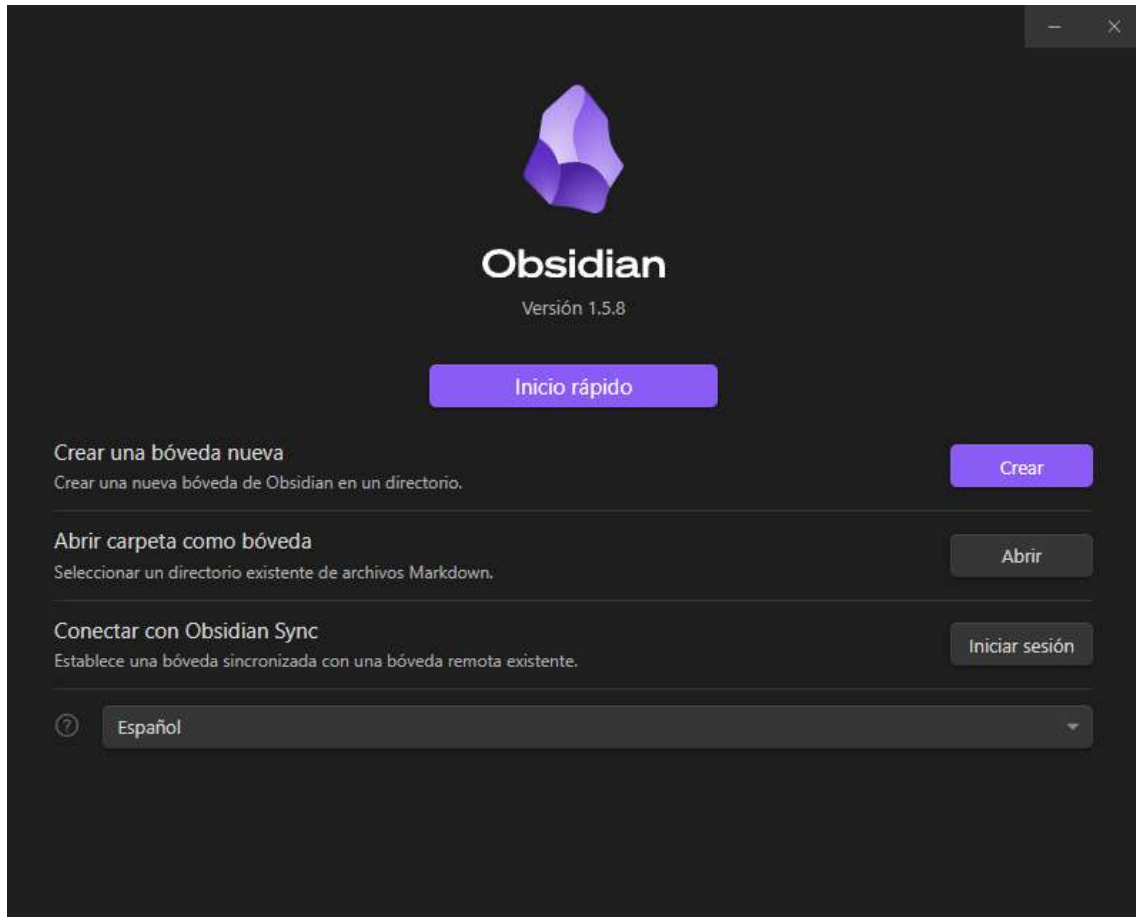 Obsidian
Versión 1.5.8
Inicio rápido
Crear una bóveda nueva
Crear una nueva bóveda de Obsidian en un directorio.
Crear
Abrir carpeta como bóveda
Seleccionar un directorio existente de archivos Markdown.
Abrir
Conectar con Obsidian Sync
Establece una bóveda sincronizada con una bóveda remota existente.
Iniciar sesión
Español